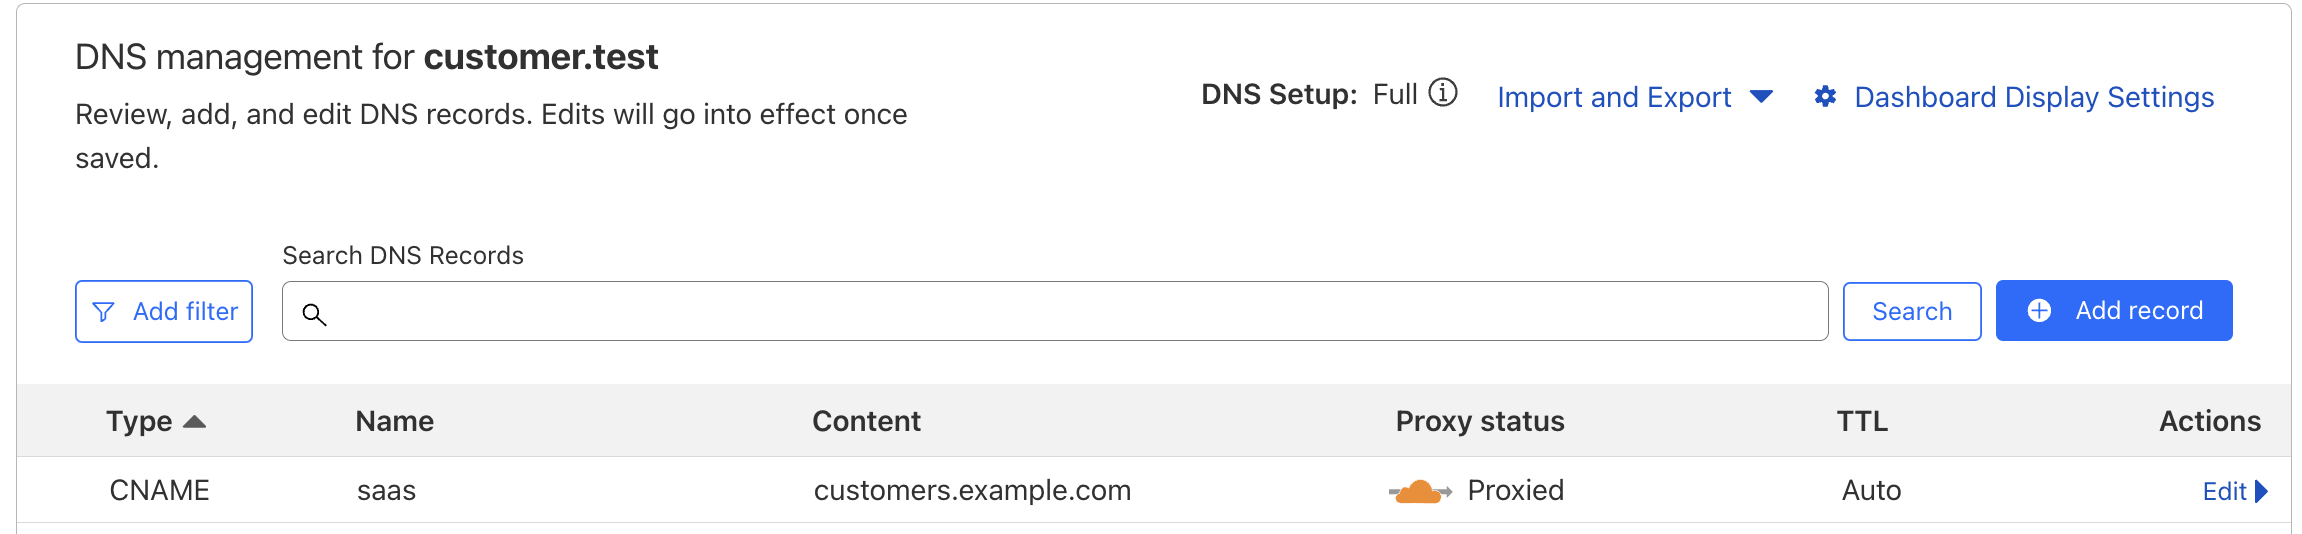 DNS management for customer.test
Review, add, and edit DNS records. Edits will go into effect once
saved.
DNS Setup: Full
Import and Export
Dashboard Display Settings
Search DNS Records
Add filter
Search
Add record
Type Name Content Proxy status TTL Actions
CNAME saas customers.example.com Proxied Auto Edit